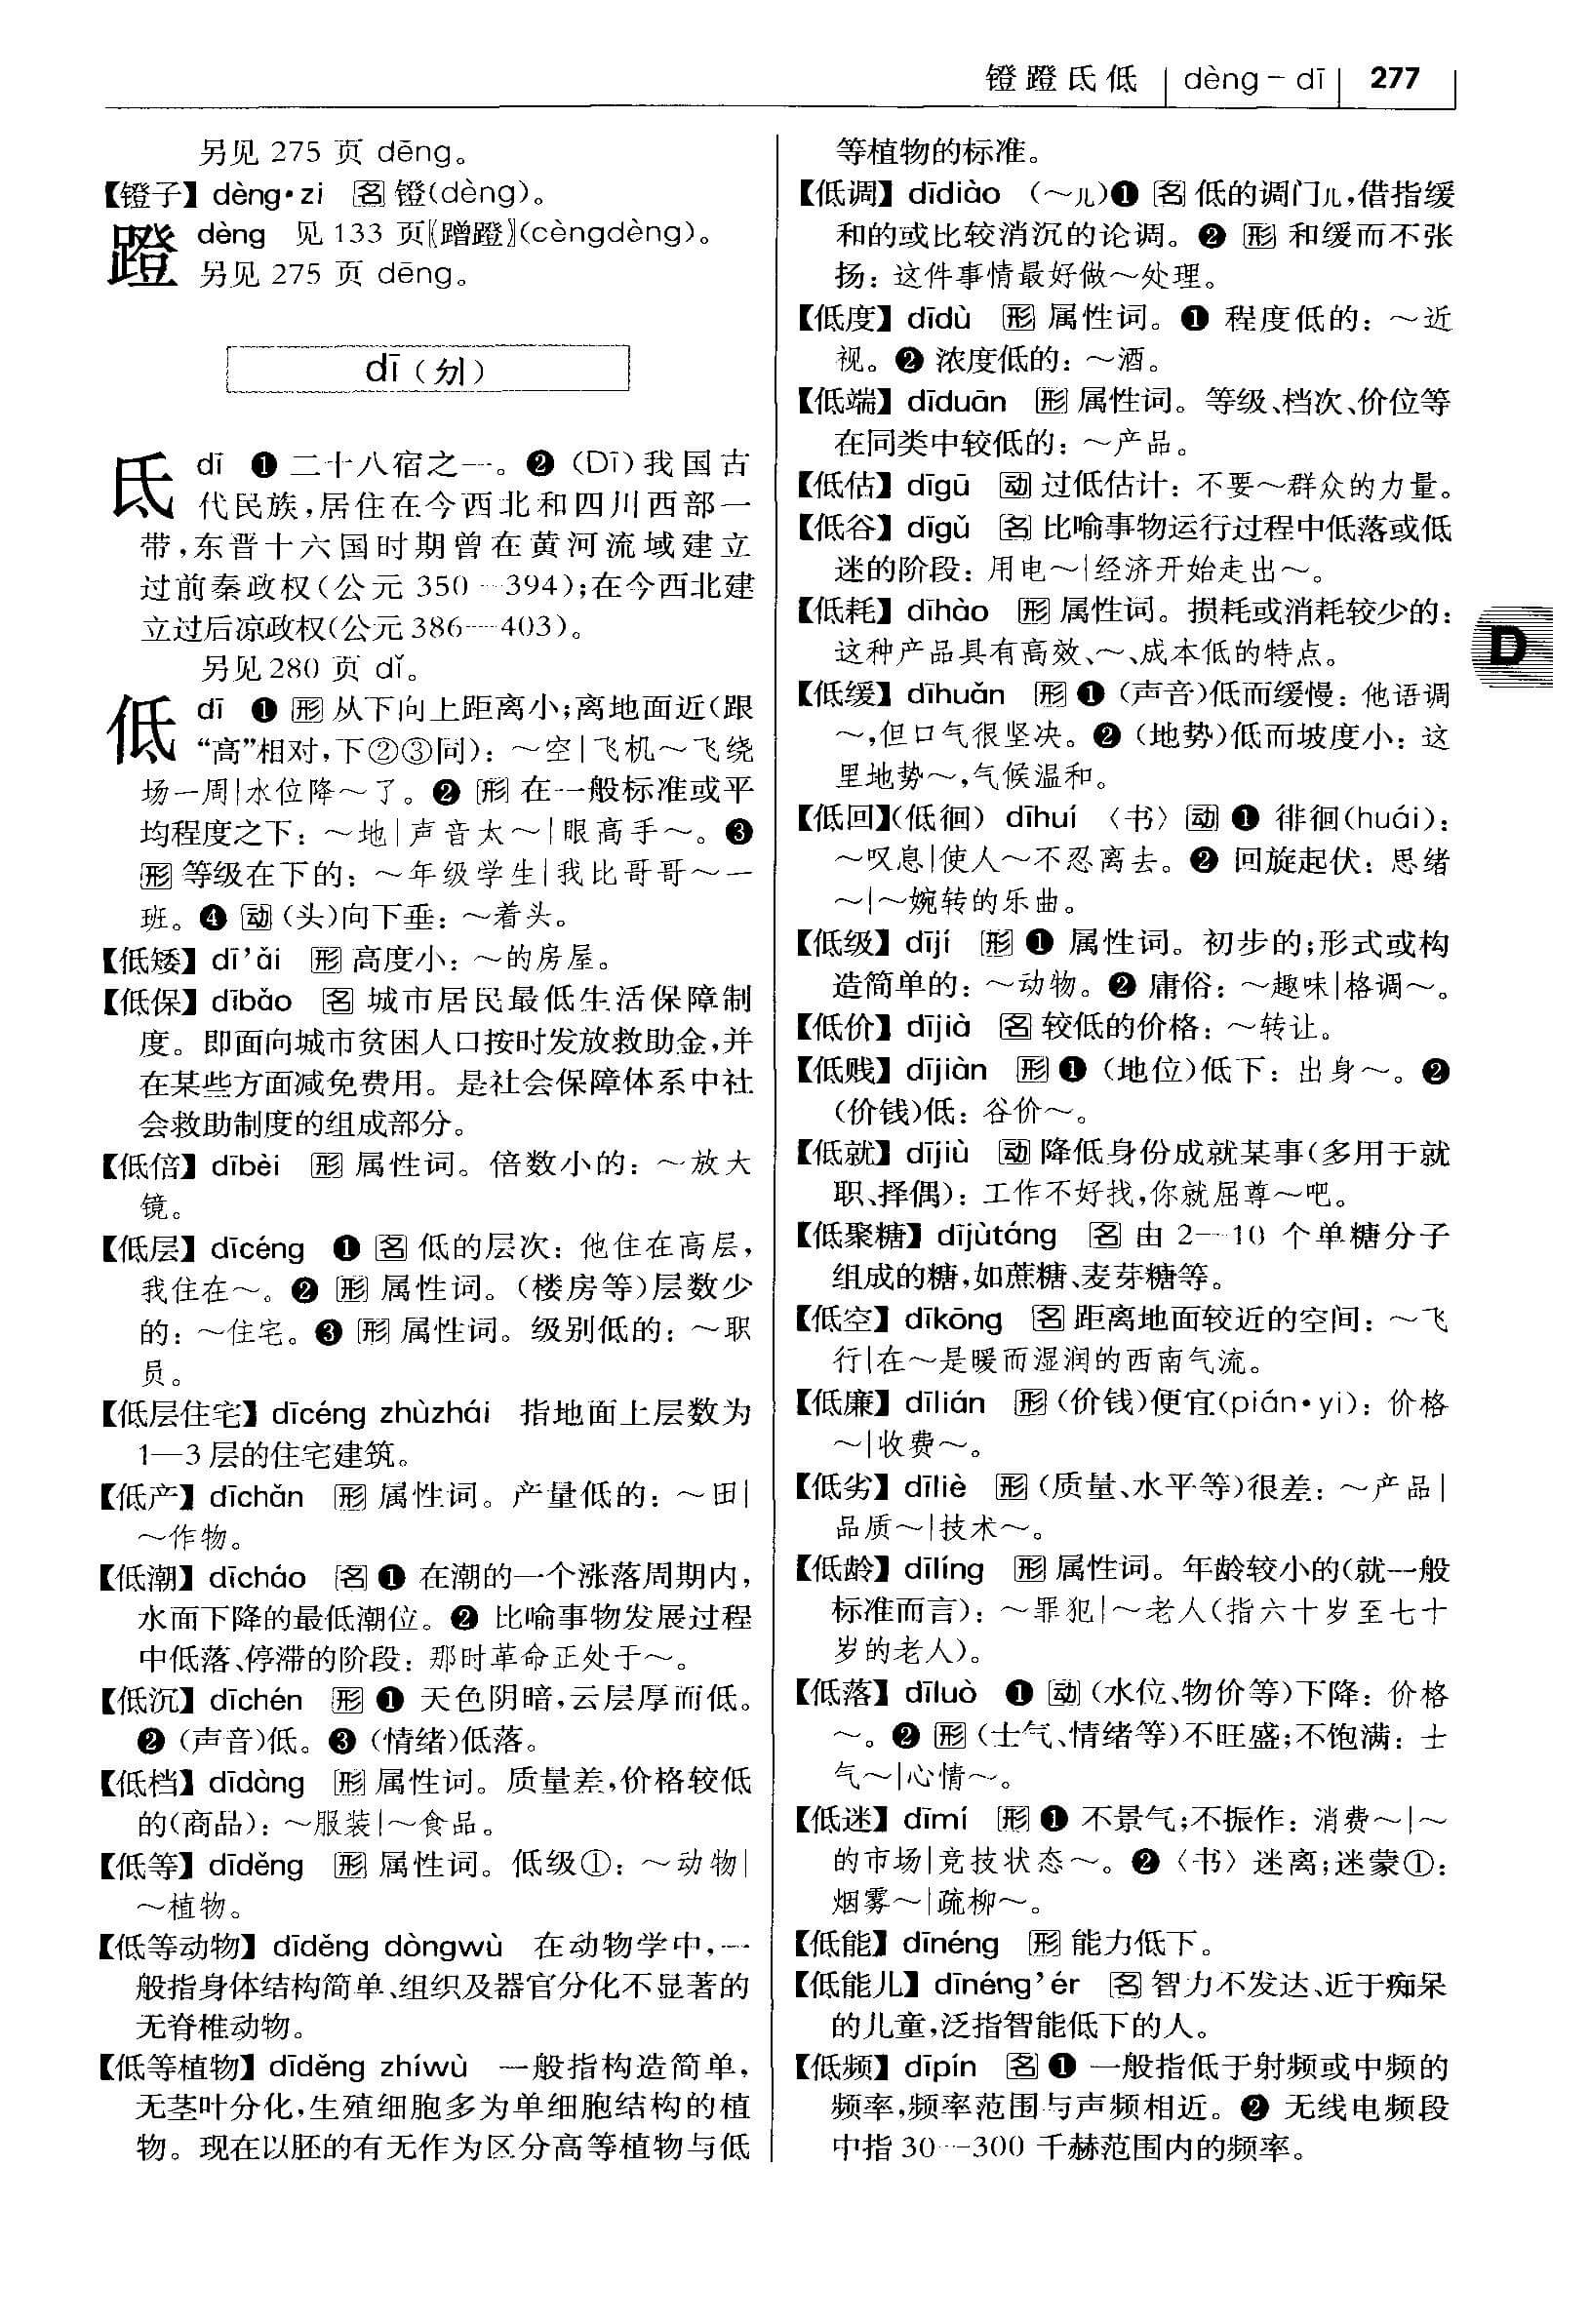 镫蹬氐低 dèng－dī 277
另见 275 页 dēng。
【镫子】dèng·zi 名 镫(dèng)。
蹬 dèng 见 133 页〖蹭蹬〗(cèngdèng)。
另见 275 页 dēng。
dī（ㄉㄧ）
氐 dī ❶ 二十八宿之一。❷（Dī）我国古
代民族，居住在今西北和四川西部一
带，东晋十六国时期曾在黄河流域建立
过前秦政权(公元 350—394)；在今西北建
立过后凉政权(公元 386—403)。
另见 280 页 dǐ。
低 dī ❶ 形 从下向上距离小；离地面近(跟
“高”相对，下②③同)：～空|飞机～飞绕
场一周|水位降～了。❷ 形 在一般标准或平
均程度之下：～地|声音太～|眼高手～。❸
形 等级在下的：～年级学生|我比哥哥～一
班。❹ 动 (头)向下垂：～着头。
【低矮】dī’ǎi 形 高度小：～的房屋。
【低保】dībǎo 名 城市居民最低生活保障制
度。即面向城市贫困人口按时发放救助金，并
在某些方面减免费用。是社会保障体系中社
会救助制度的组成部分。
【低倍】dībèi 形 属性词。倍数小的：～放大
镜。
【低层】dīcéng ❶ 名 低的层次：他住在高层，
我住在～。❷ 形 属性词。(楼房等)层数少
的：～住宅。❸ 形 属性词。级别低的：～职
员。
【低层住宅】dīcéng zhùzhái 指地面上层数为
1—3 层的住宅建筑。
【低产】dīchǎn 形 属性词。产量低的：～田|
～作物。
【低潮】dīcháo 名 ❶ 在潮的一个涨落周期内，
水面下降的最低潮位。❷ 比喻事物发展过程
中低落、停滞的阶段：那时革命正处于～。
【低沉】dīchén 形 ❶ 天色阴暗，云层厚而低。
❷ (声音)低。❸ (情绪)低落。
【低档】dīdàng 形 属性词。质量差，价格较低
的(商品)：～服装|～食品。
【低等】dīděng 形 属性词。低级①：～动物|
～植物。
【低等动物】dīděng dòngwù 在动物学中，一
般指身体结构简单、组织及器官分化不显著的
无脊椎动物。
【低等植物】dīděng zhíwù 一般指构造简单，
无茎叶分化，生殖细胞多为单细胞结构的植
物。现在以胚的有无作为区分高等植物与低
等植物的标准。
【低调】dīdiào （～儿)❶ 名 低的调门儿，借指缓
和的或比较消沉的论调。❷ 形 和缓而不张
扬：这件事情最好做～处理。
【低度】dīdù 形 属性词。❶ 程度低的：～近
视。❷ 浓度低的：～酒。
【低端】dīduān 形 属性词。等级、档次、价位等
在同类中较低的：～产品。
【低估】dīgū 动 过低估计：不要～群众的力量。
【低谷】dīgǔ 名 比喻事物运行过程中低落或低
迷的阶段：用电～|经济开始走出～。
【低耗】dīhào 形 属性词。损耗或消耗较少的：
这种产品具有高效、～、成本低的特点。
D
【低缓】dīhuǎn 形 ❶ (声音)低而缓慢：他语调
～，但口气很坚决。❷ (地势)低而坡度小：这
里地势～，气候温和。
【低回】(低徊) dīhuí 〈书〉动 ❶ 徘徊(huái)：
～叹息|使人～不忍离去。❷ 回旋起伏：思绪
～|～婉转的乐曲。
【低级】dījí 形 ❶ 属性词。初步的；形式或构
造简单的：～动物。❷ 庸俗：～趣味|格调～。
【低价】dījià 名 较低的价格：～转让。
【低贱】dījiàn 形 ❶ (地位)低下：出身～。❷
(价钱)低：谷价～。
【低就】dījiù 动 降低身份成就某事(多用于就
职、择偶)：工作不好找，你就屈尊～吧。
【低聚糖】dījùtáng 名 由 2—10 个单糖分子
组成的糖，如蔗糖、麦芽糖等。
【低空】dīkōng 名 距离地面较近的空间：～飞
行|在～是暖而湿润的西南气流。
【低廉】dīlián 形 (价钱)便宜(pián·yi)：价格
～|收费～。
【低劣】dīliè 形 (质量、水平等)很差：～产品|
品质～|技术～。
【低龄】dīlíng 形 属性词。年龄较小的(就一般
标准而言)：～罪犯|～老人(指六十岁至七十
岁的老人)。
【低落】dīluò ❶ 动 (水位、物价等)下降：价格
～。❷ 形 (士气、情绪等)不旺盛；不饱满：士
气～|心情～。
【低迷】dīmí 形 ❶ 不景气；不振作：消费～|～
的市场|竞技状态～。❷〈书〉迷离；迷蒙①：
烟雾～|疏柳～。
【低能】dīnéng 形 能力低下。
【低能儿】dīnéng’ér 名 智力不发达、近于痴呆
的儿童，泛指智能低下的人。
【低频】dīpín 名 ❶ 一般指低于射频或中频的
频率，频率范围与声频相近。❷ 无线电频段
中指 30—300 千赫范围内的频率。